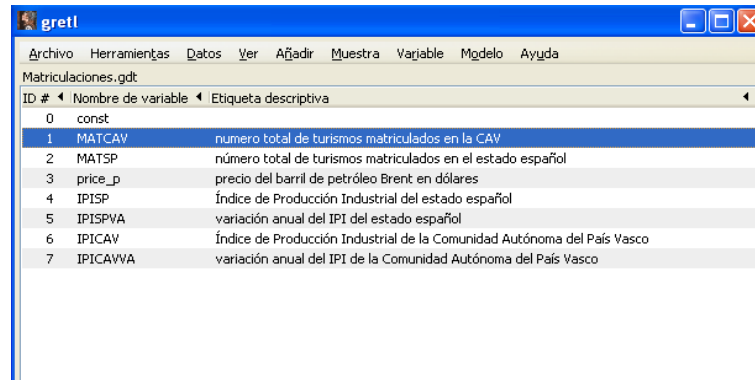 gretl
Archivo Herramientas Datos Ver Añadir Muestra Variable Modelo Ayuda
Matriculaciones.gdt
ID # Nombre de variable Etiqueta descriptiva
0 const
1 MATCAV numero total de turismos matriculados en la CAV
2 MATSP número total de turismos matriculados en el estado español
3 price_p precio del barril de petróleo Brent en dólares
4 IPISP Índice de Producción Industrial del estado español
5 IPISPVA variación anual del IPI del estado español
6 IPICAV Índice de Producción Industrial de la Comunidad Autónoma del País Vasco
7 IPICAVVA variación anual del IPI de la Comunidad Autónoma del País Vasco